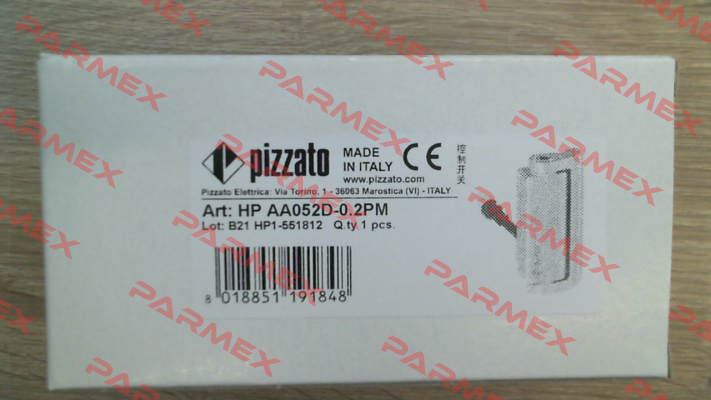 pizzato
MADE
IN ITALY
CE
www.pizzato.com
控制开关
Pizzato Elettrica: Via Torino, 1 - 36063 Marostica (VI) - ITALY
Art: HP AA052D-0.2PM
Lot: B21 HP1-551812 Q.ty 1 pcs.
8 018851 191848
PARMEX
PARMEX
PARMEX
PARMEX
PARMEX
PARMEX
PARMEX
PARMEX